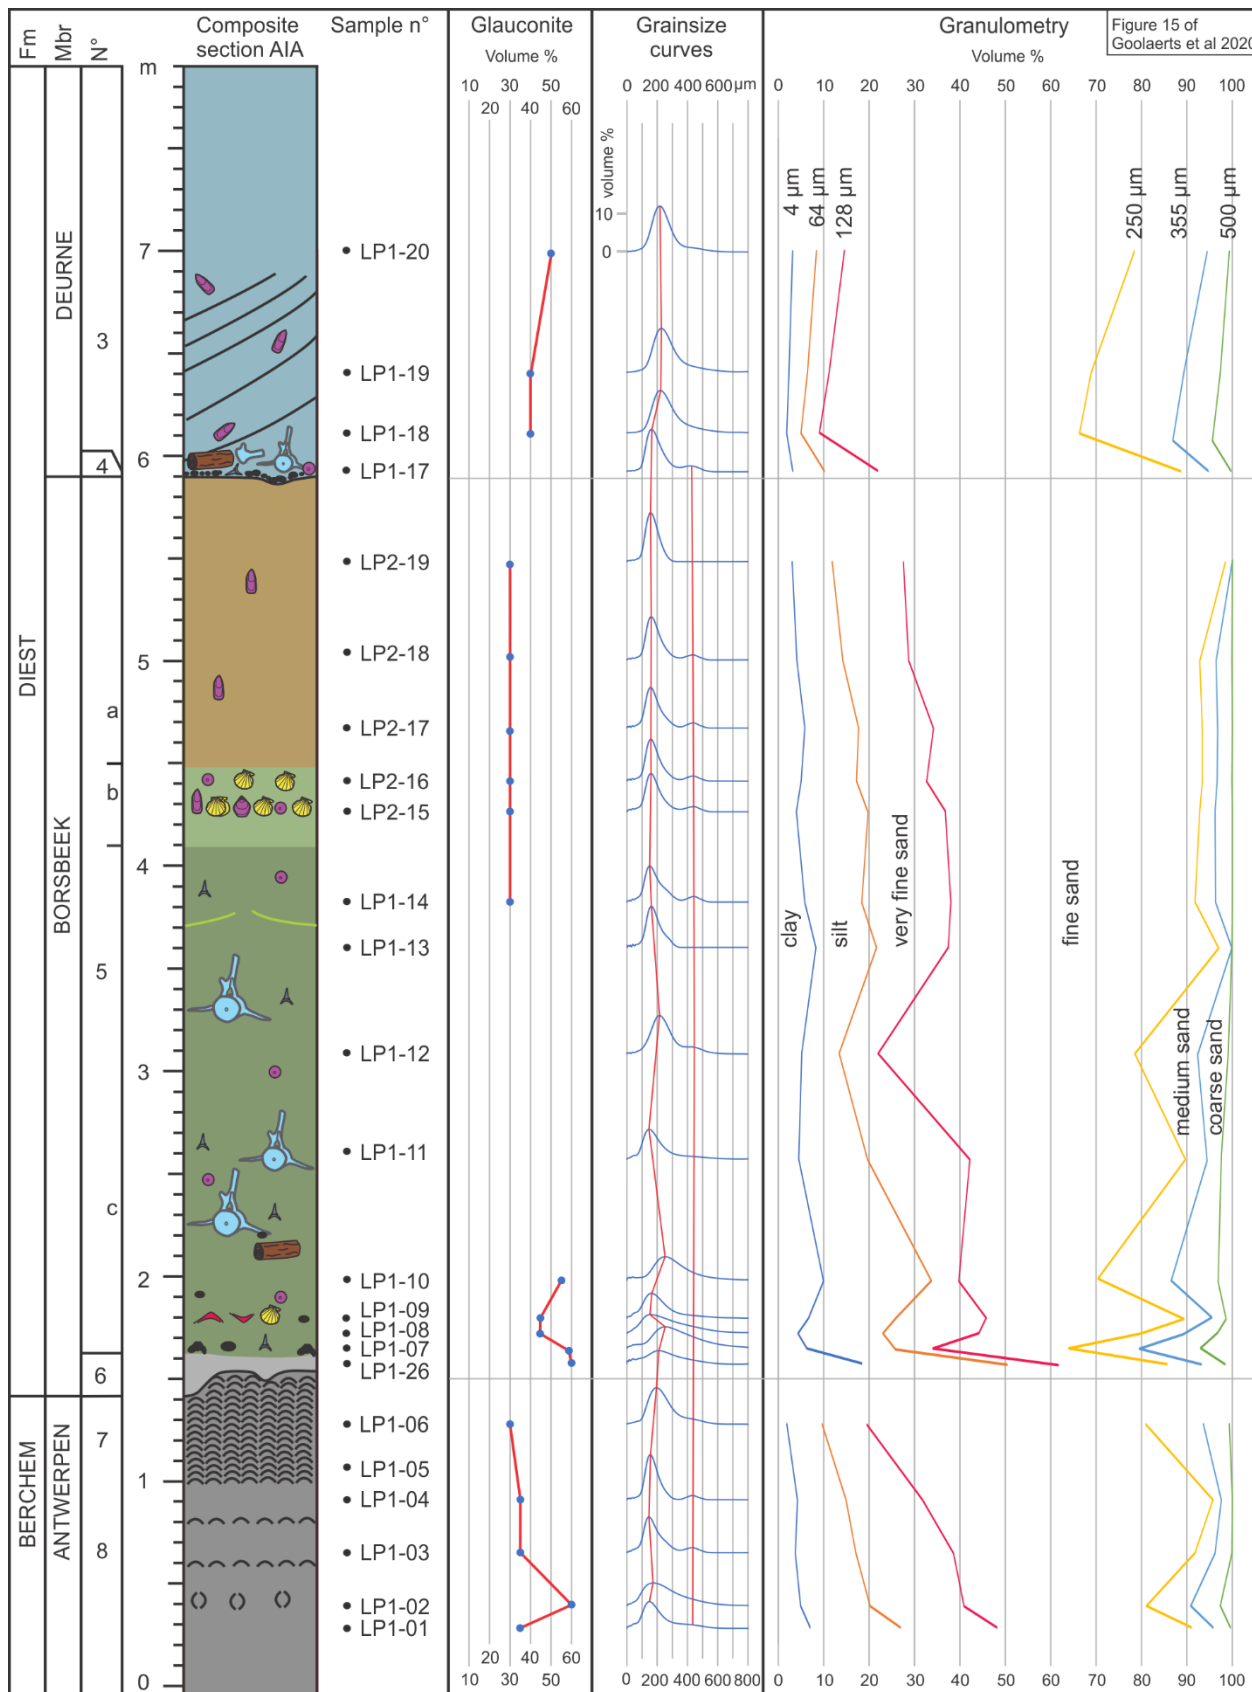 Fm
Mbr
N°
Composite
section AIA
Sample n°
Glauconite
Volume %
Grainsize
curves
Granulometry
Volume %
Figure 15 of
Goolaerts et al 2020
m
10 30 50
20 40 60
0 200 400 600 µm
0 10 20 30 40 50 60 70 80 90 100
volume %
10
0
4 µm
64 µm
128 µm
250 µm
355 µm
500 µm
DEURNE
DIEST
BORSBEEK
BERCHEM
ANTWERPEN
3
4
a
b
5
c
6
7
8
7
6
5
4
3
2
1
0
LP1-20
LP1-19
LP1-18
LP1-17
LP2-19
LP2-18
LP2-17
LP2-16
LP2-15
LP1-14
LP1-13
LP1-12
LP1-11
LP1-10
LP1-09
LP1-08
LP1-07
LP1-26
LP1-06
LP1-05
LP1-04
LP1-03
LP1-02
LP1-01
clay
silt
very fine sand
fine sand
medium sand
coarse sand
20 40 60
10 30 50
0 200 400 600 800
0 10 20 30 40 50 60 70 80 90 100